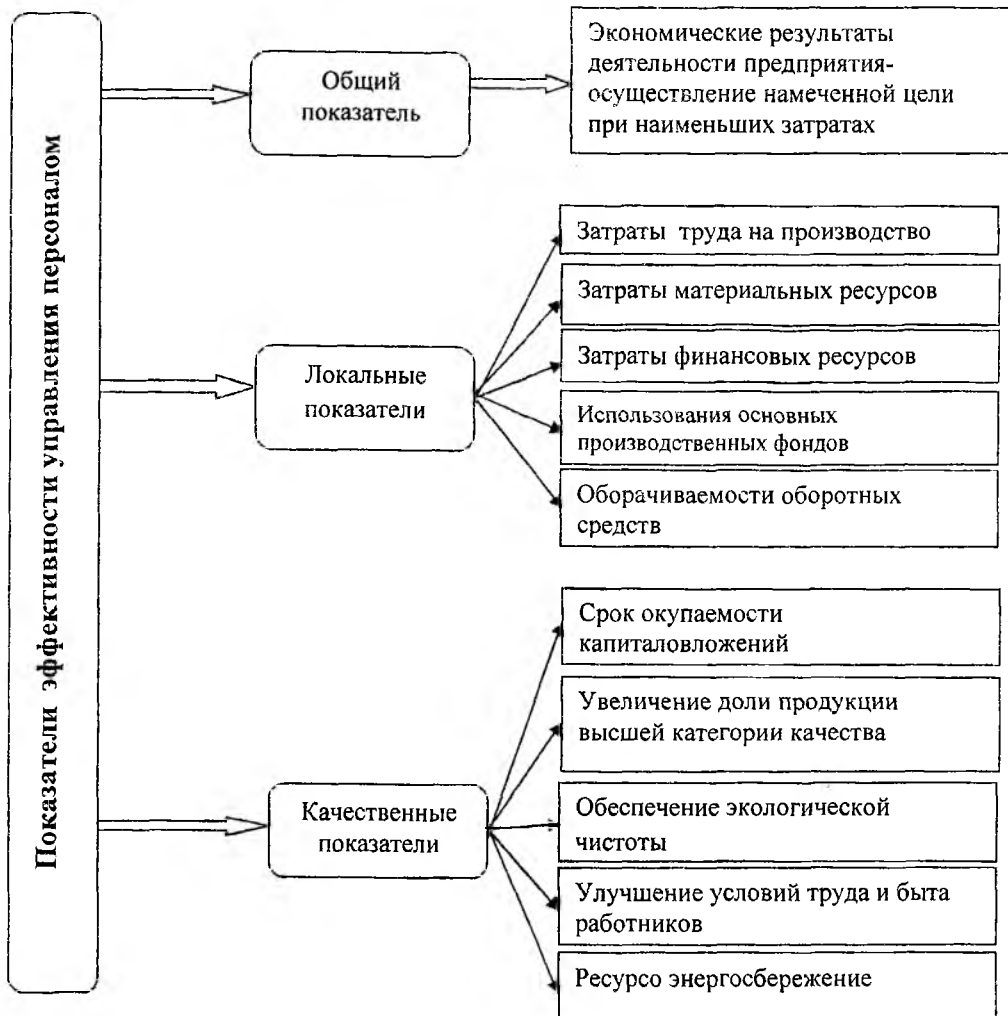 Показатели эффективности управления персоналом
Общий
показатель
Экономические результаты
деятельности предприятия-
осуществление намеченной цели
при наименьших затратах
Локальные
показатели
Затраты труда на производство
Затраты материальных ресурсов
Затраты финансовых ресурсов
Использования основных
производственных фондов
Оборачиваемости оборотных
средств
Качественные
показатели
Срок окупаемости
капиталовложений
Увеличение доли продукции
высшей категории качества
Обеспечение экологической
чистоты
Улучшение условий труда и быта
работников
Ресурсо энергосбережение